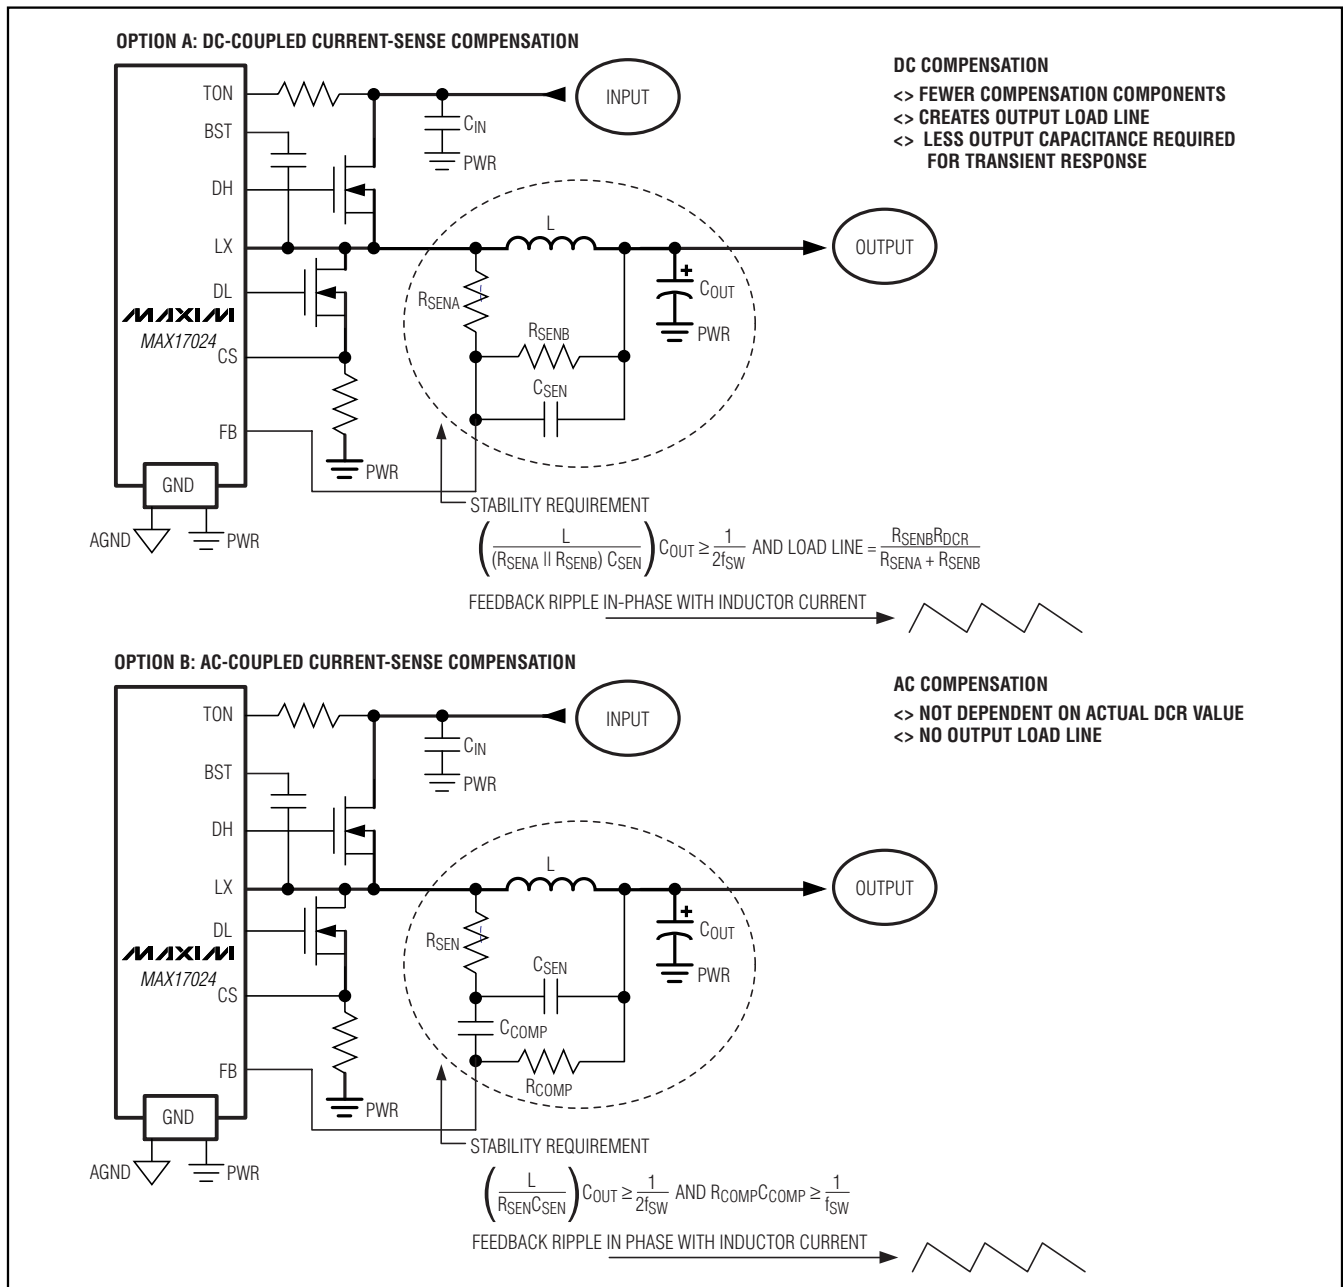 OPTION A: DC-COUPLED CURRENT-SENSE COMPENSATION
TON
BST
DH
LX
DL
MAXIM
MAX17024
CS
FB
GND
AGND
PWR
PWR
CIN
PWR
INPUT
L
RSENA
RSENB
CSEN
COUT
PWR
OUTPUT
DC COMPENSATION
<> FEWER COMPENSATION COMPONENTS
<> CREATES OUTPUT LOAD LINE
<> LESS OUTPUT CAPACITANCE REQUIRED
FOR TRANSIENT RESPONSE
STABILITY REQUIREMENT
(L / ((RSENA || RSENB) CSEN)) COUT ≥ 1/2fSW AND LOAD LINE = RSENBRDCR / (RSENA + RSENB)
FEEDBACK RIPPLE IN-PHASE WITH INDUCTOR CURRENT
OPTION B: AC-COUPLED CURRENT-SENSE COMPENSATION
TON
BST
DH
LX
DL
MAXIM
MAX17024
CS
FB
GND
AGND
PWR
PWR
CIN
PWR
INPUT
L
RSEN
CSEN
CCOMP
RCOMP
COUT
PWR
OUTPUT
AC COMPENSATION
<> NOT DEPENDENT ON ACTUAL DCR VALUE
<> NO OUTPUT LOAD LINE
STABILITY REQUIREMENT
(L / (RSENCSEN)) COUT ≥ 1/2fSW AND RCOMPCCOMP ≥ 1/fSW
FEEDBACK RIPPLE IN PHASE WITH INDUCTOR CURRENT